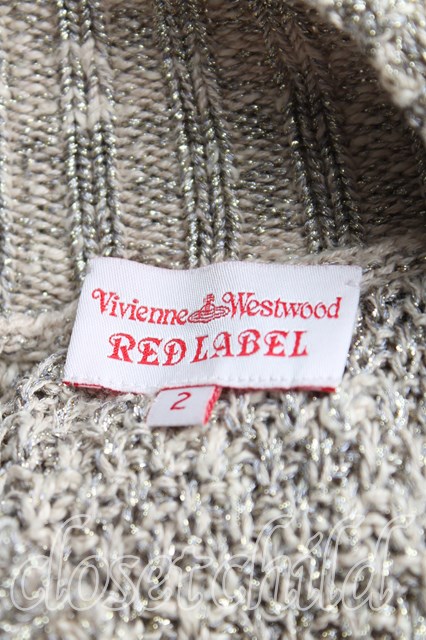 Vivienne Westwood
RED LABEL
2
closetchild